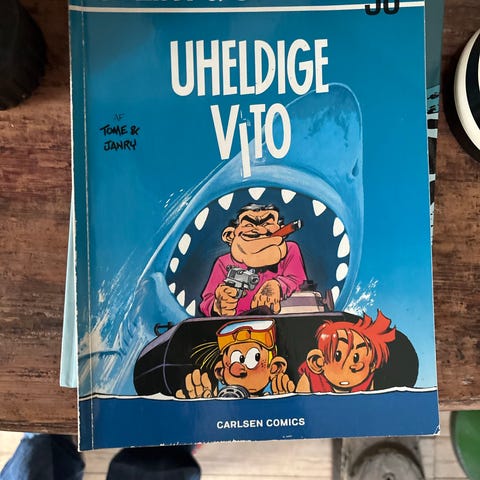 UHELDIGE
VITO
AF
TOME &
JANRY
CARLSEN COMICS